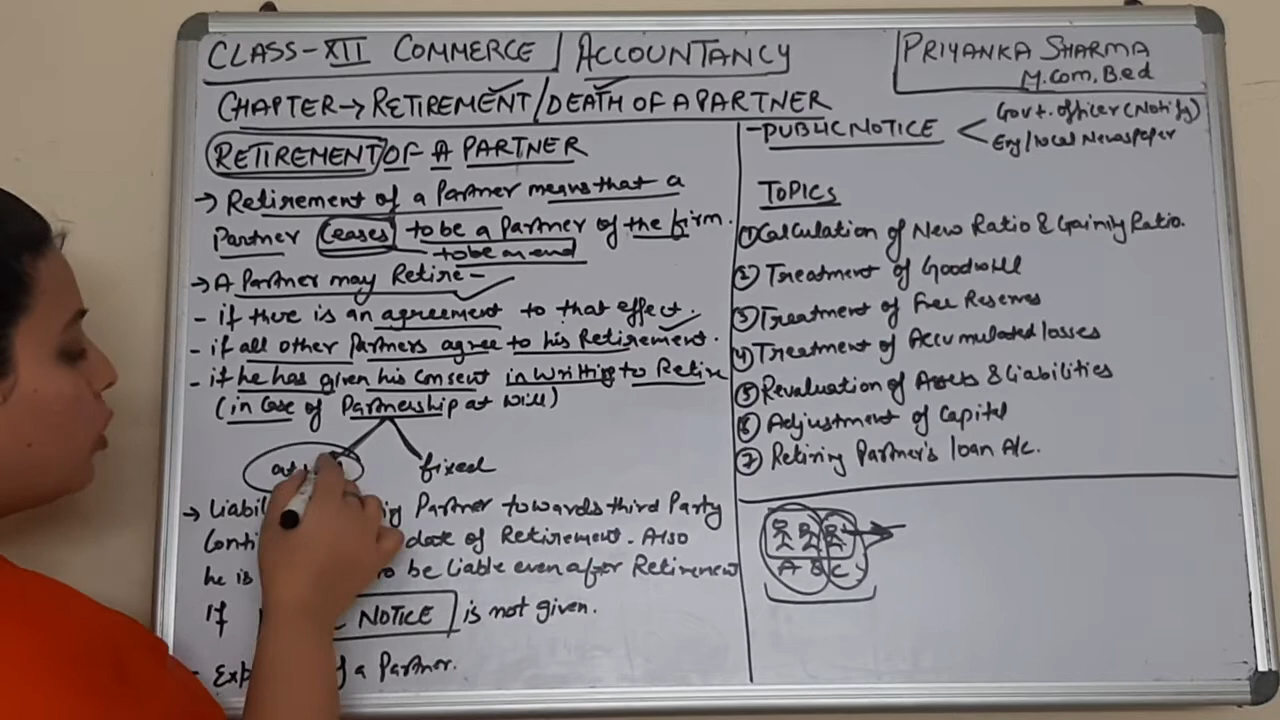 CLASS-XII COMMERCE | ACCOUNTANCY
PRIYANKA SHARMA
M.Com, B.ed
CHAPTER → RETIREMENT / DEATH OF A PARTNER
RETIREMENT OF A PARTNER
→ Retirement of a Partner means that a
Partner Ceases to be a Partner of the firm.
to be an end
→ A Partner may Retire -
- if there is an agreement to that effect.
- if all other Partners agree to his Retirement.
- if he has given his Consent in writing to Retire
(in Case of Partnership at Will)
fixed
→ Partner towards third Party
date of Retirement. Also
he is to be liable even after Retirement
If NOTICE is not given.
a Partner.
- PUBLIC NOTICE
Govt. officer (Notify)
Eng/local Newspaper
TOPICS
① Calculation of New Ratio & Gaining Ratio.
② Treatment of Goodwill
③ Treatment of Free Reserves
④ Treatment of Accumulated losses
⑤ Revaluation of Assets & Liabilities
⑥ Adjustment of Capital
⑦ Retiring Partner's loan A/c.
A B C